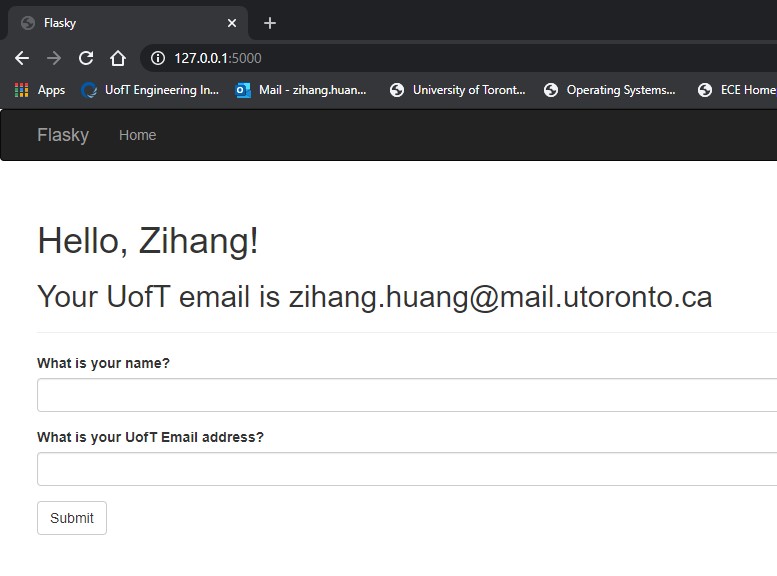 Flasky
127.0.0.1:5000
Apps UofT Engineering In... Mail - zihang.huan... University of Toront... Operating Systems... ECE Home
Flasky Home
Hello, Zihang!
Your UofT email is zihang.huang@mail.utoronto.ca
What is your name?
What is your UofT Email address?
Submit